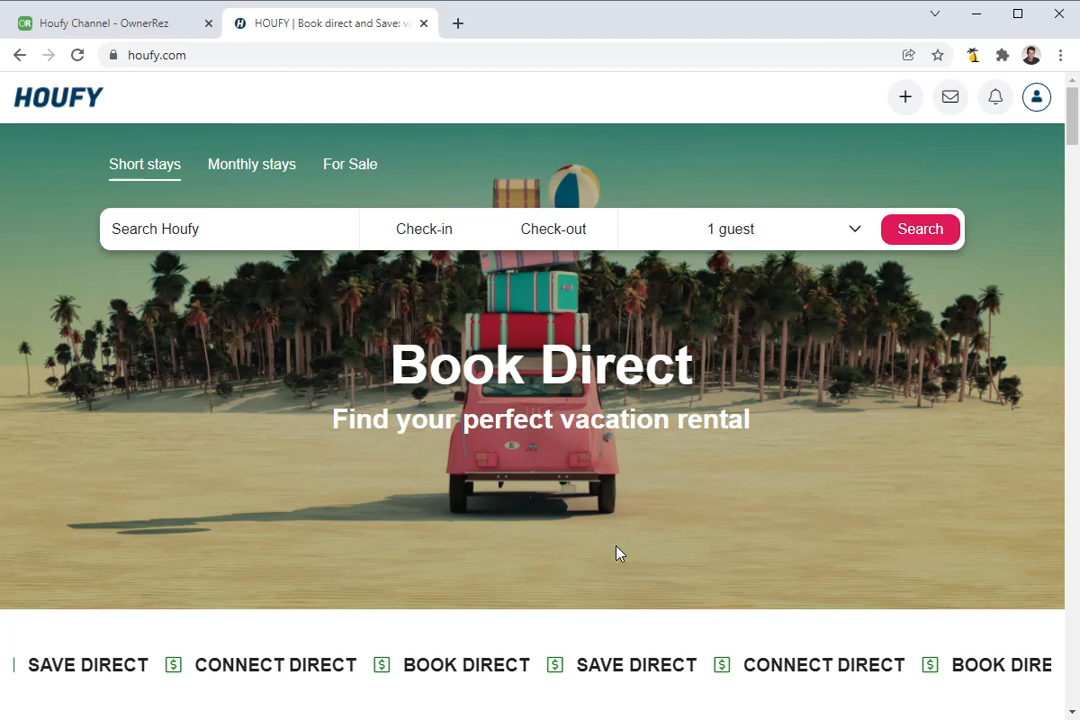 Houfy Channel - OwnerRez
HOUFY | Book direct and Save: va
houfy.com
HOUFY
Short stays
Monthly stays
For Sale
Search Houfy
Check-in
Check-out
1 guest
Search
Book Direct
Find your perfect vacation rental
SAVE DIRECT CONNECT DIRECT BOOK DIRECT SAVE DIRECT CONNECT DIRECT BOOK DIRE